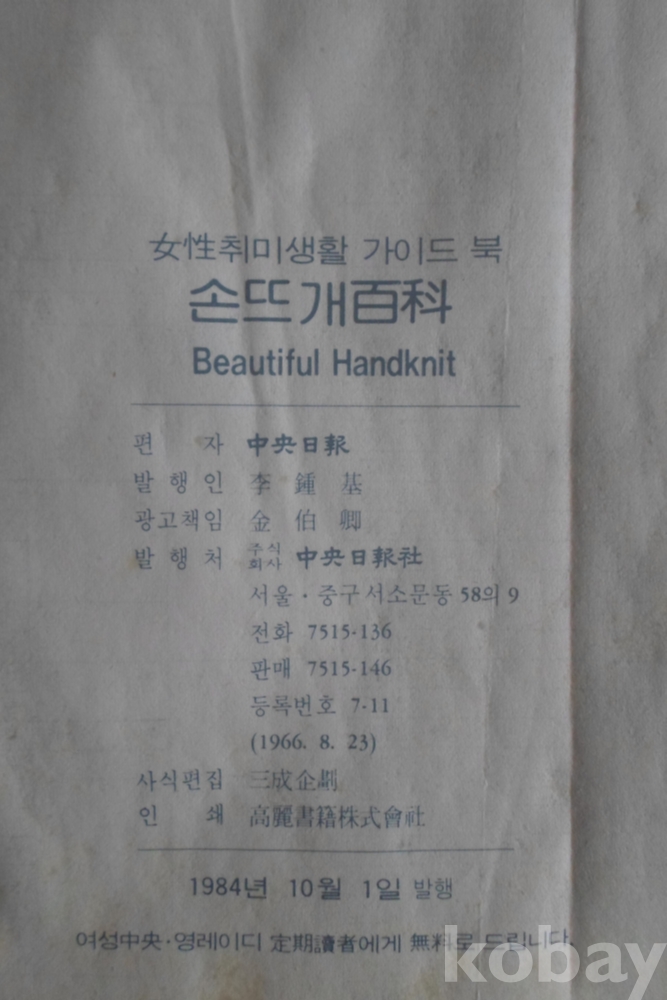 女性취미생활 가이드 북
손뜨개百科
Beautiful Handknit
편 자 中央日報
발행인 李鍾基
광고책임 金伯卿
발행처 주식회사 中央日報社
서울·중구서소문동 58의 9
전화 7515-136
판매 7515-146
등록번호 7-11
(1966. 8. 23)
사식편집 三成企劃
인 쇄 高麗書籍株式會社
1984년 10월 1일 발행
여성中央·영레이디 定期讀者에게 無料로 드립니다.
kobay